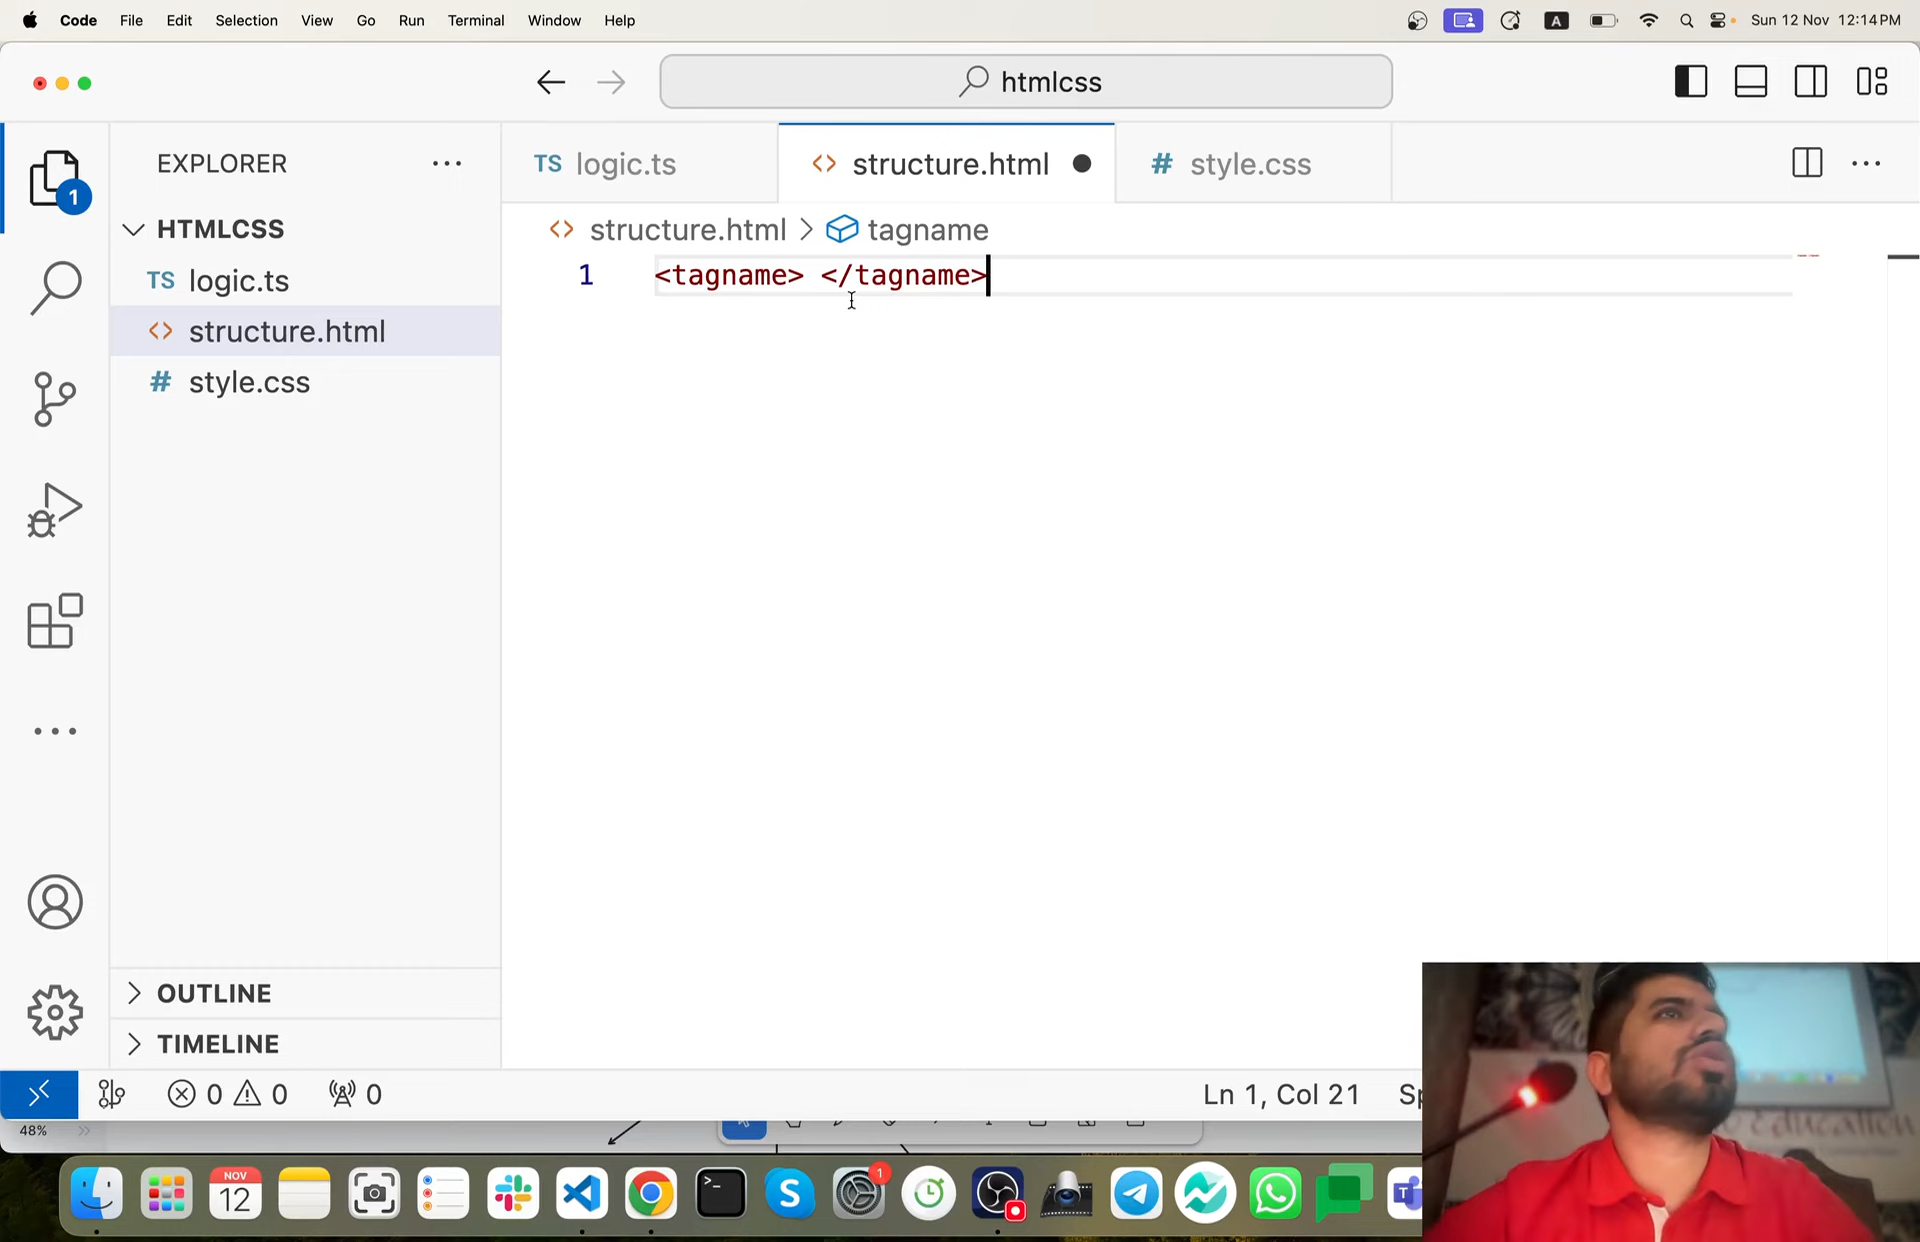 Code File Edit Selection View Go Run Terminal Window Help
A
Sun 12 Nov 12:14 PM
htmlcss
1
EXPLORER
TS logic.ts
structure.html
# style.css
HTMLCSS
structure.html > tagname
TS logic.ts
1 <tagname> </tagname>
structure.html
# style.css
OUTLINE
TIMELINE
0 0 0
Ln 1, Col 21
48%
NOV
12
S
1
T